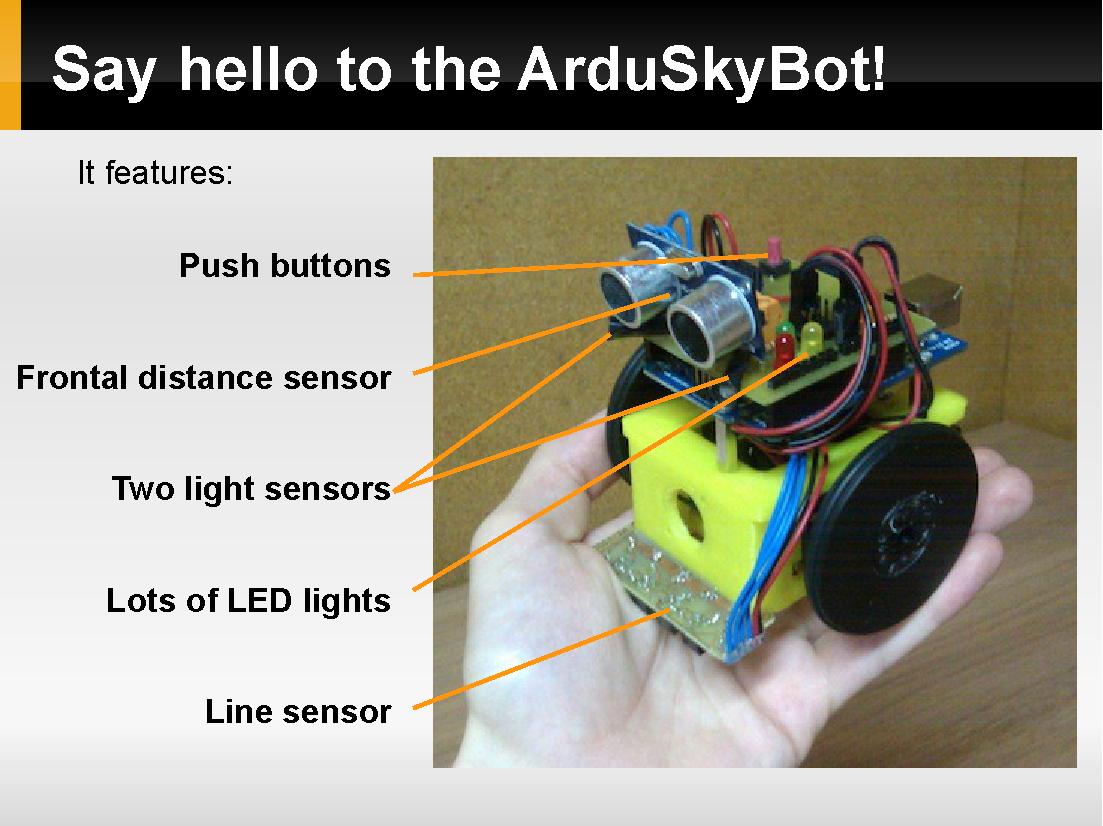 Say hello to the ArduSkyBot!
It features:
Push buttons
Frontal distance sensor
Two light sensors
Lots of LED lights
Line sensor